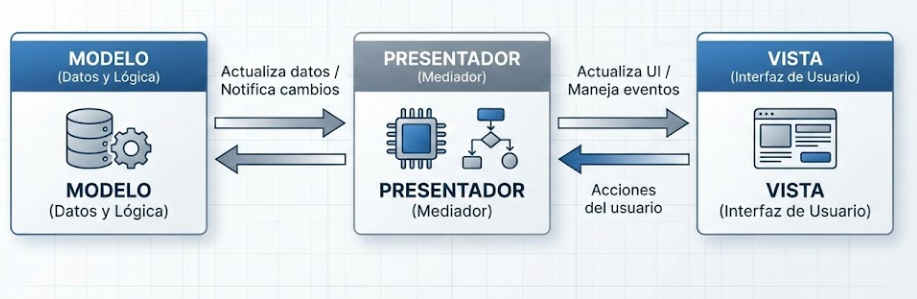 MODELO
(Datos y Lógica)
MODELO
(Datos y Lógica)
Actualiza datos /
Notifica cambios
PRESENTADOR
(Mediador)
PRESENTADOR
(Mediador)
Actualiza UI /
Maneja eventos
Acciones
del usuario
VISTA
(Interfaz de Usuario)
VISTA
(Interfaz de Usuario)